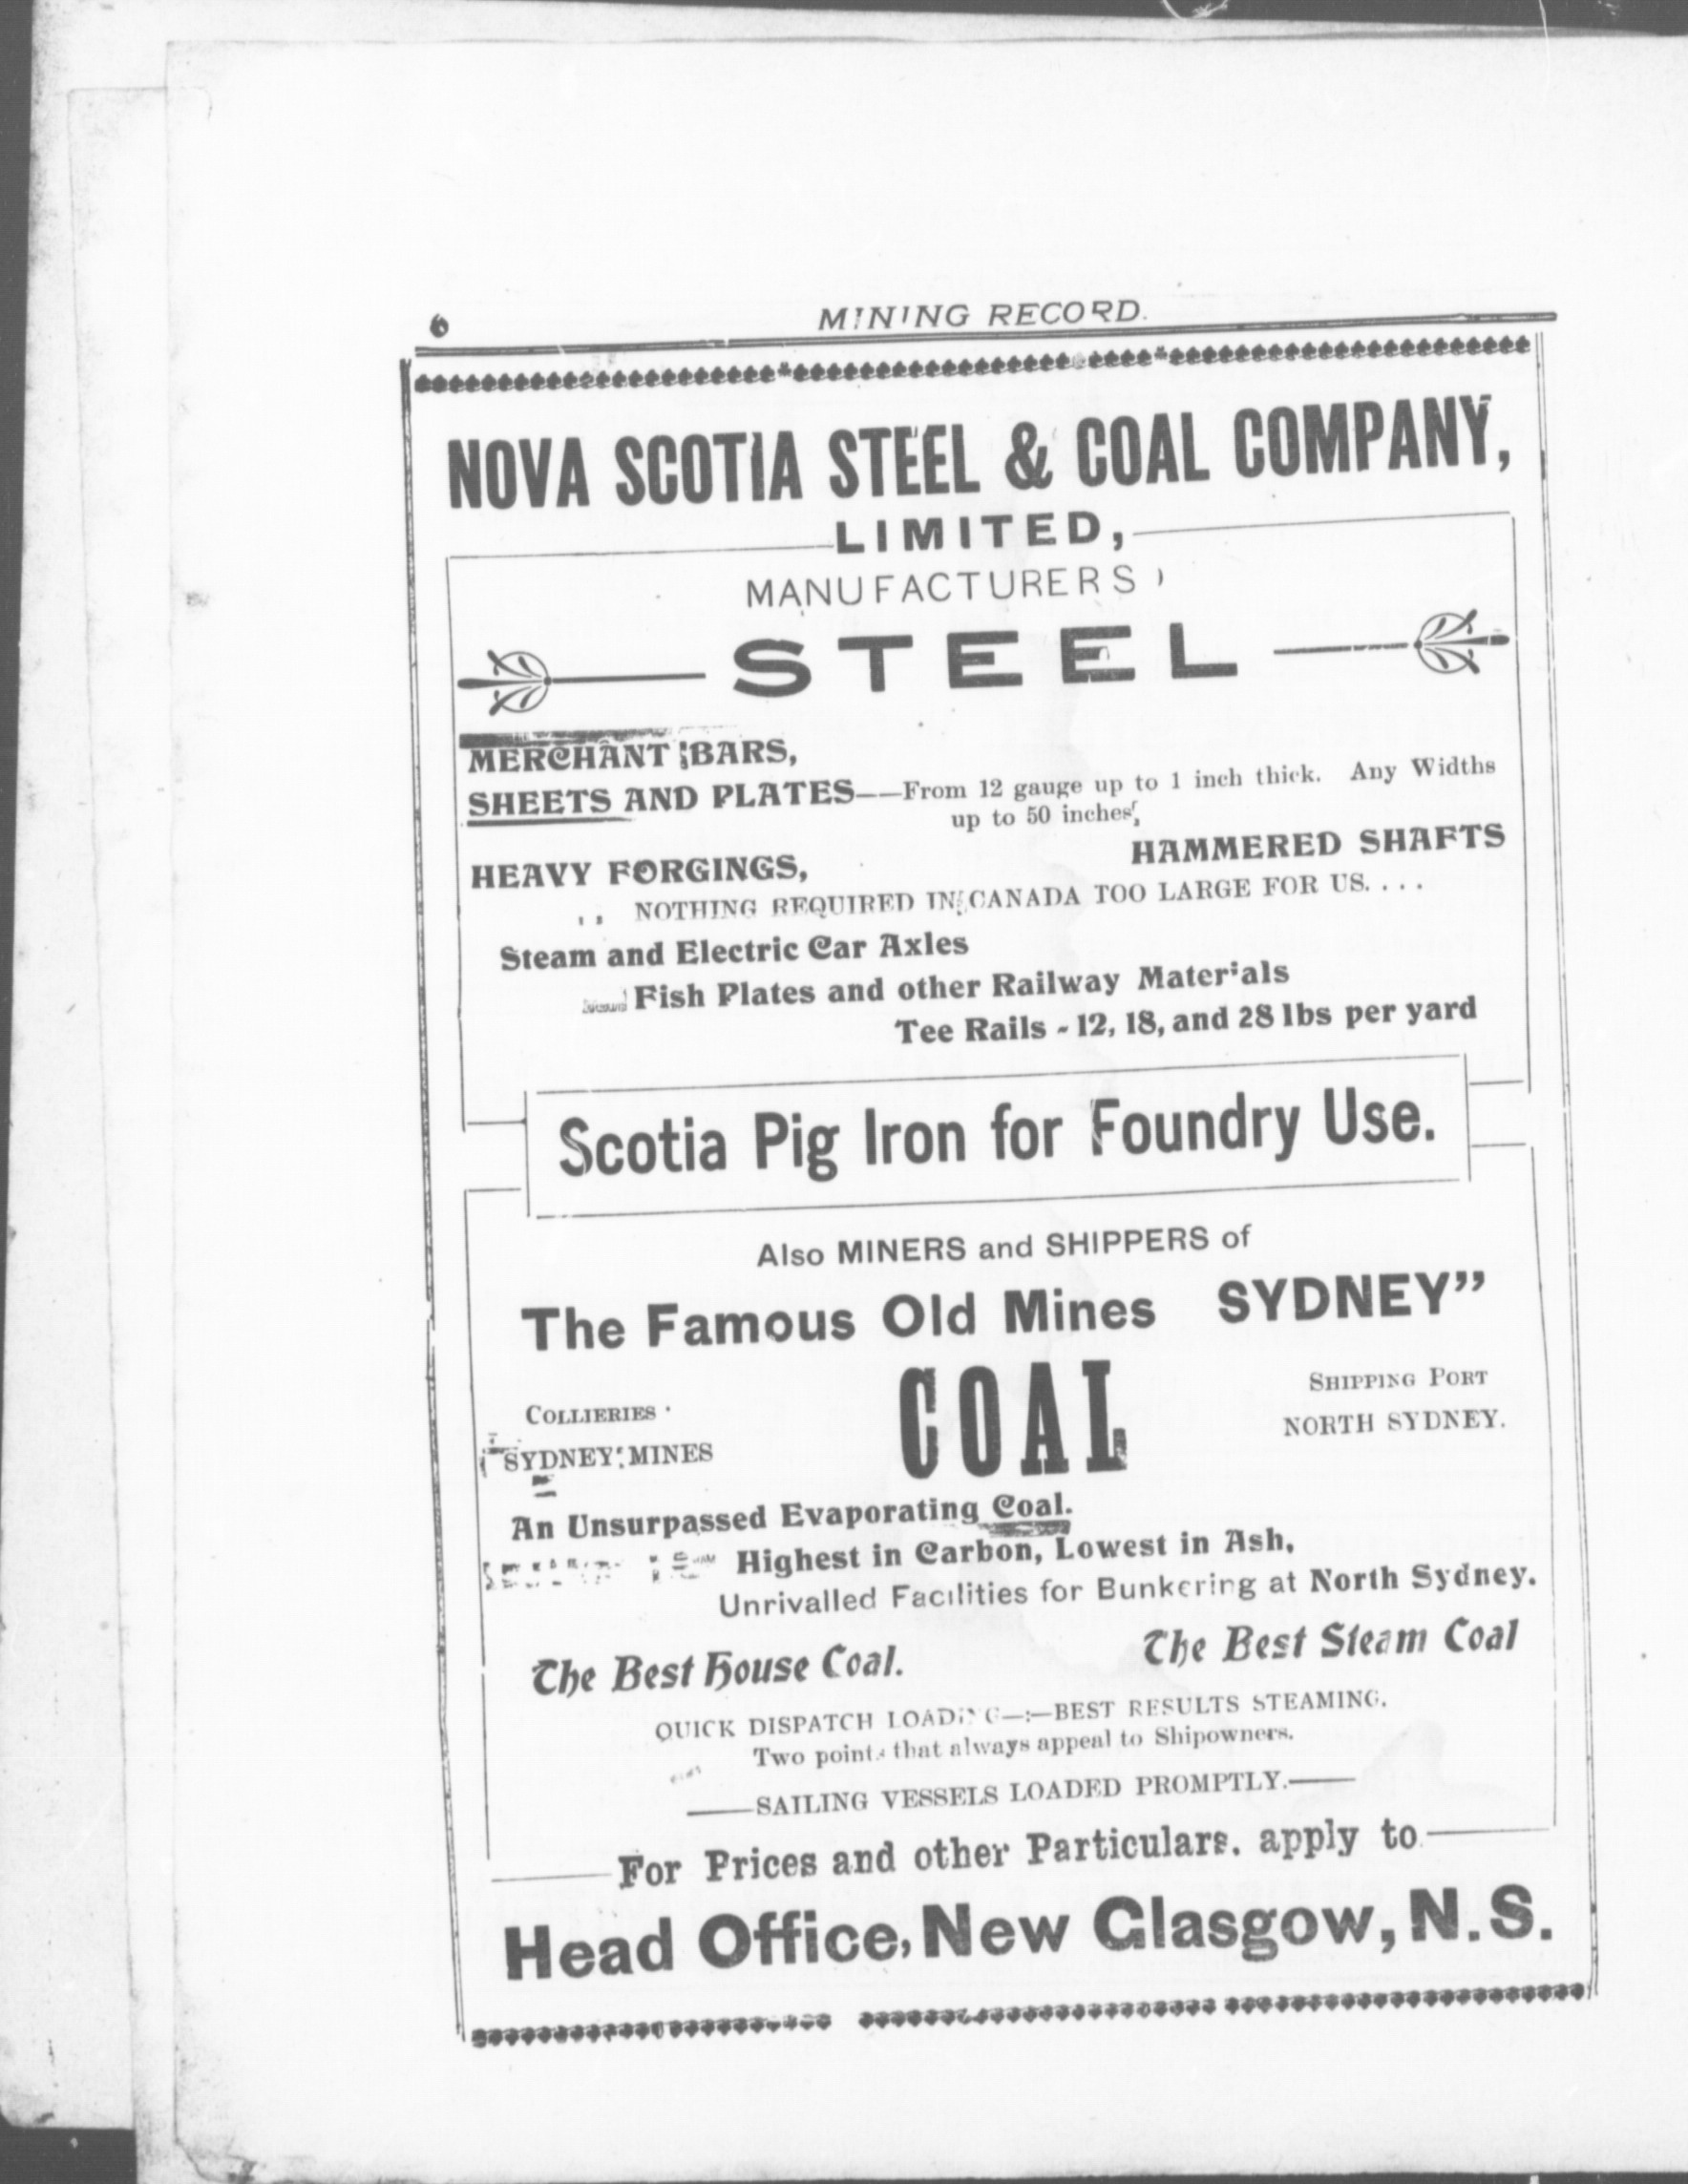 6
MINING RECORD.
NOVA SCOTIA STEEL & COAL COMPANY,
LIMITED,
MANUFACTURERS
STEEL
MERCHANT BARS,
SHEETS AND PLATES——From 12 gauge up to 1 inch thick. Any Widths
up to 50 inches,
HEAVY FORGINGS, HAMMERED SHAFTS
NOTHING REQUIRED IN CANADA TOO LARGE FOR US. . . .
Steam and Electric Car Axles
Fish Plates and other Railway Materials
Tee Rails - 12, 18, and 28 lbs per yard
Scotia Pig Iron for Foundry Use.
Also MINERS and SHIPPERS of
The Famous Old Mines SYDNEY”
COAL
COLLIERIES
SYDNEY MINES
SHIPPING PORT
NORTH SYDNEY.
An Unsurpassed Evaporating Coal.
Highest in Carbon, Lowest in Ash,
Unrivalled Facilities for Bunkering at North Sydney.
The Best House Coal. The Best Steam Coal
QUICK DISPATCH LOADING—:—BEST RESULTS STEAMING.
Two points that always appeal to Shipowners.
SAILING VESSELS LOADED PROMPTLY.
For Prices and other Particulars. apply to
Head Office, New Glasgow, N.S.